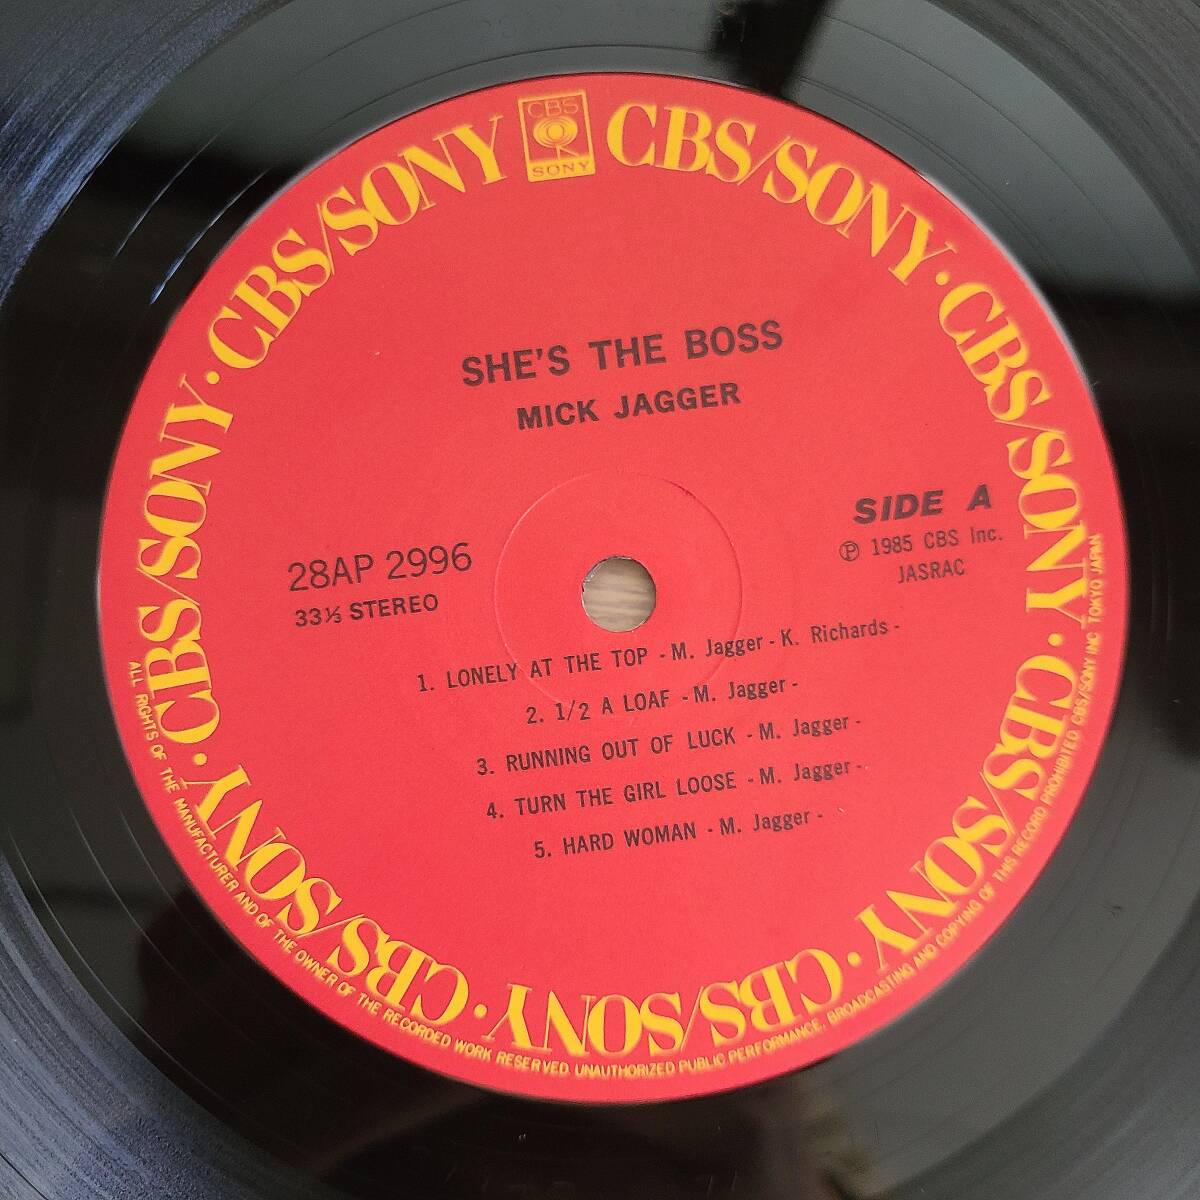 CBS
SONY
CBS/SONY · CBS/SONY · CBS/SONY · CBS/SONY · CBS/SONY · CBS/SONY · CBS/SONY · CBS/SONY · CBS/SONY
SHE'S THE BOSS
MICK JAGGER
SIDE A
Ⓟ 1985 CBS Inc.
JASRAC
28AP 2996
33⅓ STEREO
1. LONELY AT THE TOP - M. Jagger - K. Richards -
2. 1/2 A LOAF - M. Jagger -
3. RUNNING OUT OF LUCK - M. Jagger -
4. TURN THE GIRL LOOSE - M. Jagger -
5. HARD WOMAN - M. Jagger -
ALL RIGHTS OF THE MANUFACTURER AND OF THE OWNER OF THE RECORDED WORK RESERVED. UNAUTHORIZED PUBLIC PERFORMANCE, BROADCASTING AND COPYING OF THIS RECORD PROHIBITED CBS/SONY INC TOKYO JAPAN.